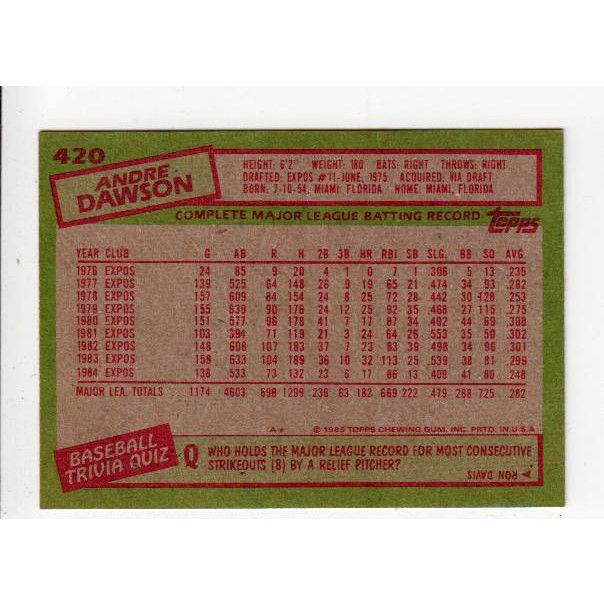 420
ANDRE
DAWSON
HEIGHT: 6'2" WEIGHT: 180 BATS: RIGHT THROWS: RIGHT
DRAFTED: EXPOS #11-JUNE, 1975 ACQUIRED: VIA DRAFT
BORN: 7-10-54, MIAMI, FLORIDA HOME: MIAMI, FLORIDA
COMPLETE MAJOR LEAGUE BATTING RECORD
Topps
YEAR CLUB G AB R H 2B 3B HR RBI SB SLG. BB SO AVG
1976 EXPOS 24 85 9 20 4 1 0 7 1 .306 5 13 .235
1977 EXPOS 139 525 64 148 26 9 19 65 21 .474 34 93 .282
1978 EXPOS 157 609 84 154 24 8 25 72 28 .442 30 128 .253
1979 EXPOS 155 639 90 176 24 12 25 92 35 .468 27 115 .275
1980 EXPOS 151 577 96 178 41 7 17 87 34 .492 44 69 .308
1981 EXPOS 103 394 71 119 21 3 24 64 26 .553 35 50 .302
1982 EXPOS 148 608 107 183 37 7 23 83 39 .498 34 96 .301
1983 EXPOS 159 633 104 189 36 10 32 113 25 .539 38 81 .299
1984 EXPOS 138 533 73 132 23 6 17 86 13 .409 41 80 .248
MAJOR LEA. TOTALS 1174 4603 698 1299 236 63 182 669 222 .479 288 725 .282
A* © 1985 TOPPS CHEWING GUM, INC. PRTD. IN U.S.A.
BASEBALL
TRIVIA QUIZ
Q WHO HOLDS THE MAJOR LEAGUE RECORD FOR MOST CONSECUTIVE
STRIKEOUTS (8) BY A RELIEF PITCHER?
A RON DAVIS